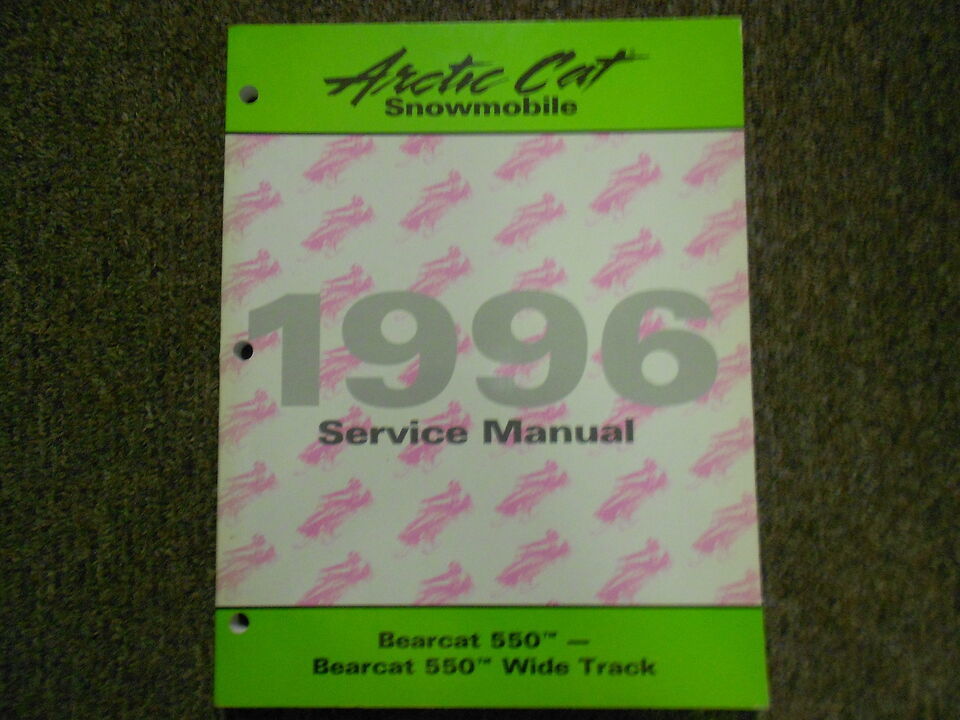 Arctic Cat
Snowmobile
1996
Service Manual
Bearcat 550™ —
Bearcat 550™ Wide Track